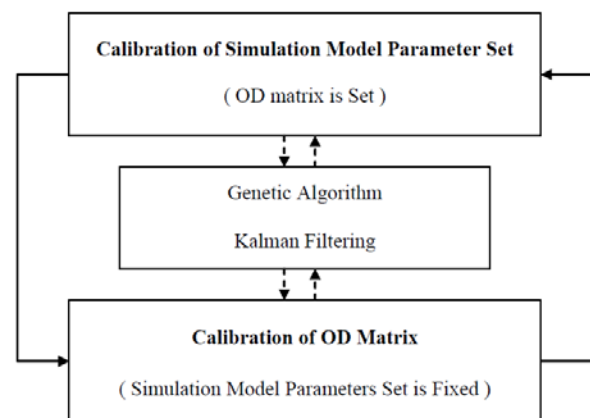 Calibration of Simulation Model Parameter Set
( OD matrix is Set )
Genetic Algorithm
Kalman Filtering
Calibration of OD Matrix
( Simulation Model Parameters Set is Fixed )